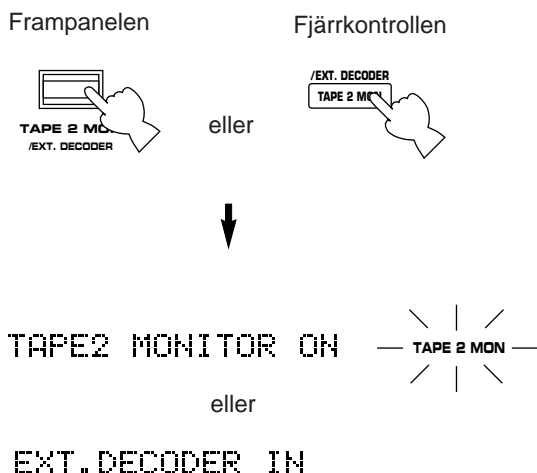 Frampanelen
Fjärrkontrollen
/EXT. DECODER
TAPE 2 MON
TAPE 2 MON
/EXT. DECODER
eller
TAPE2 MONITOR ON
TAPE 2 MON
eller
EXT.DECODER IN